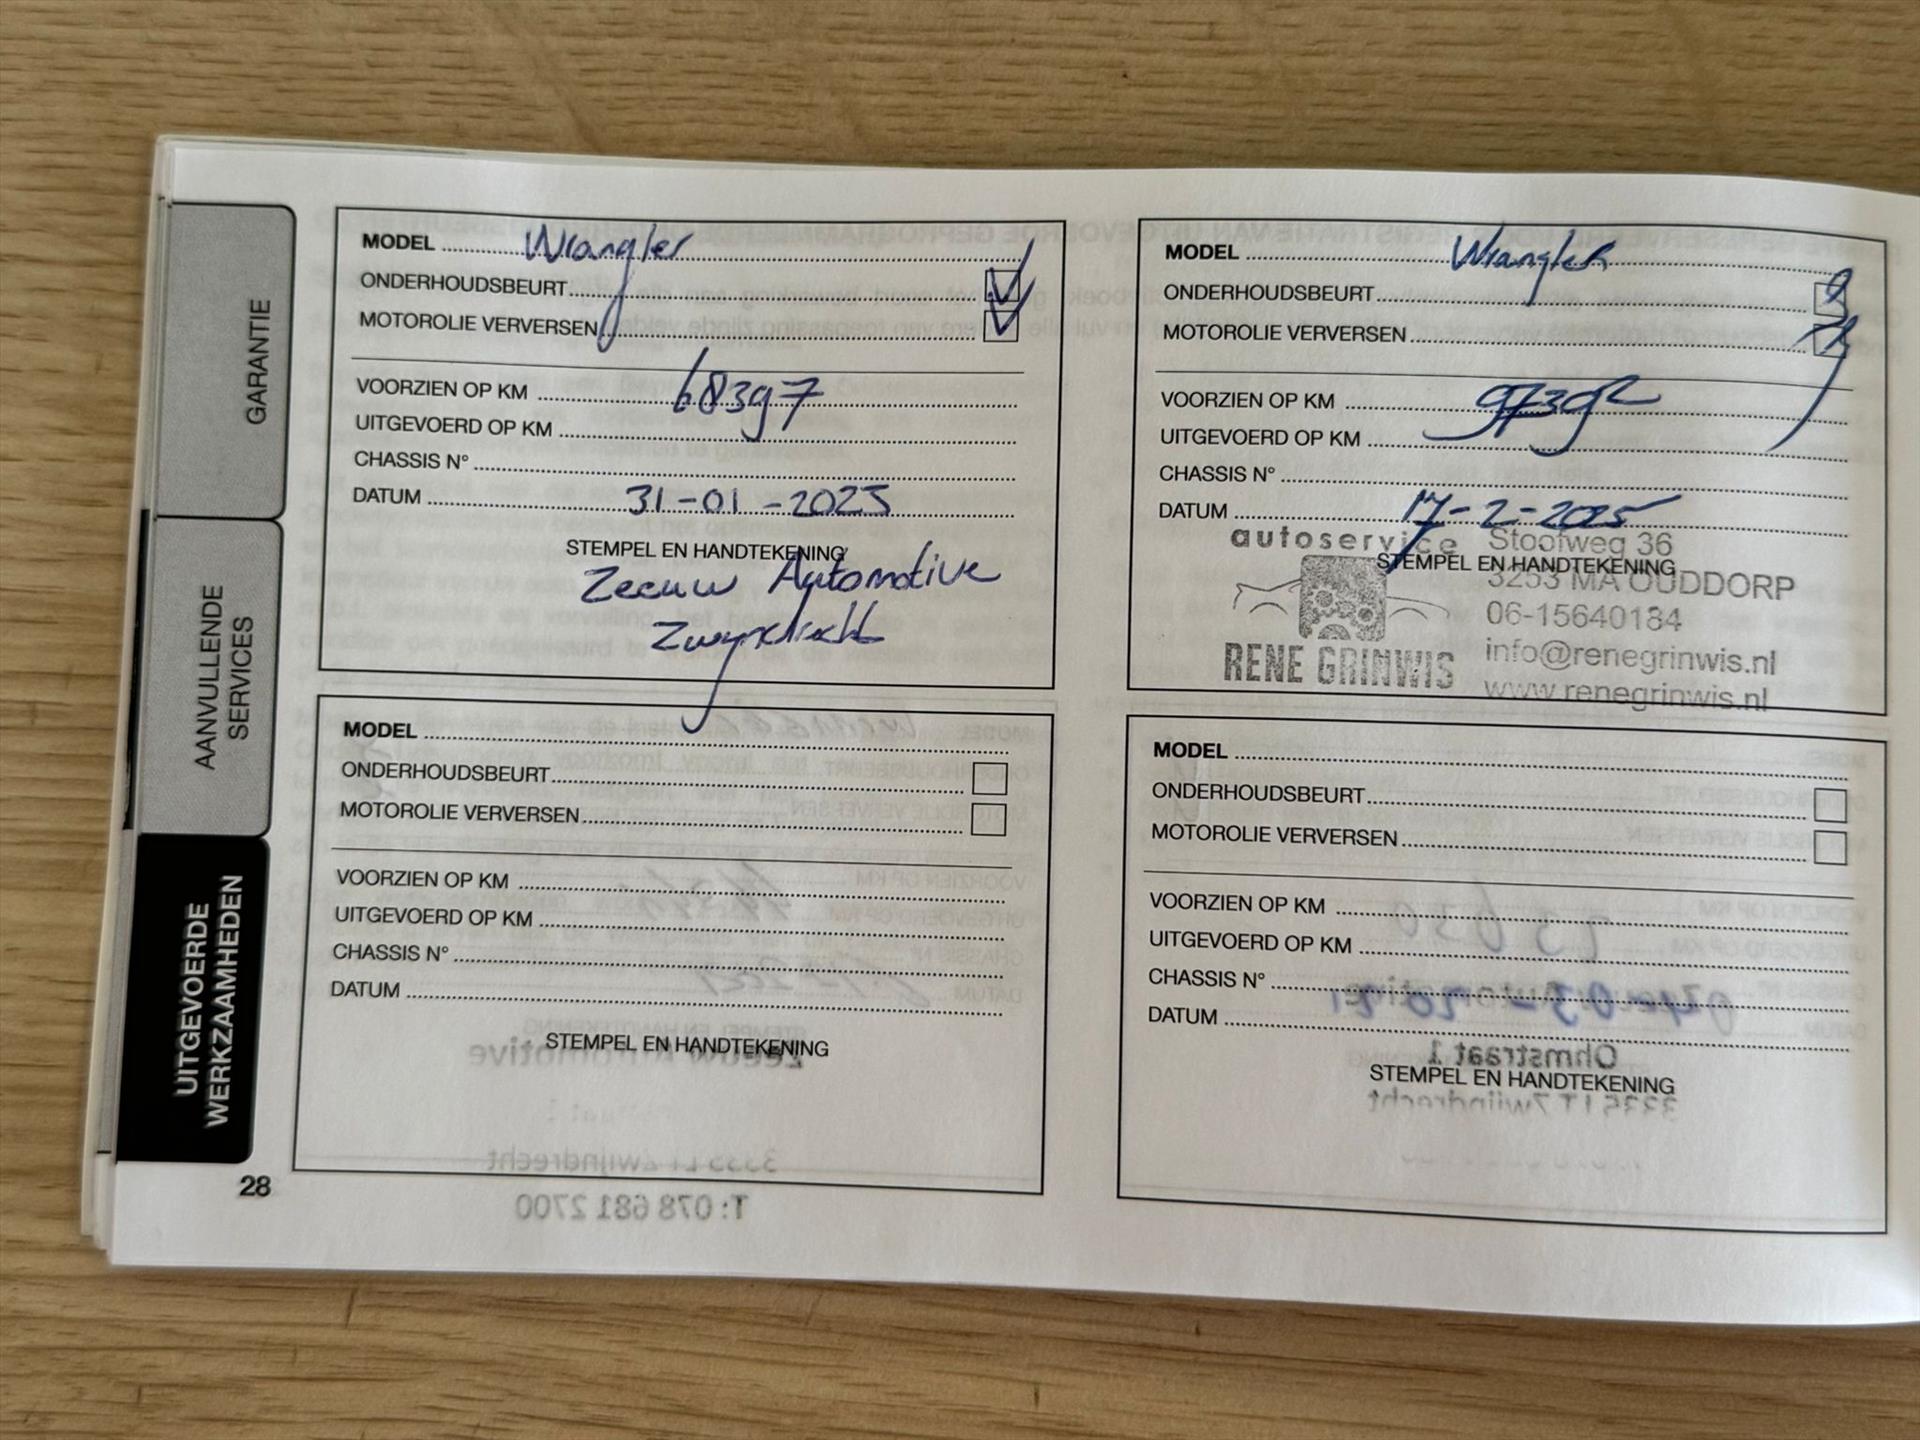 GARANTIE
AANVULLENDE
SERVICES
UITGEVOERDE
WERKZAAMHEDEN
28
MODEL Wrangler
ONDERHOUDSBEURT
MOTOROLIE VERVERSEN
VOORZIEN OP KM 68397
UITGEVOERD OP KM
CHASSIS N°
DATUM 31-01-2023
STEMPEL EN HANDTEKENING
Zeeuw Automotive
MODEL Wrangler
ONDERHOUDSBEURT
MOTOROLIE VERVERSEN
VOORZIEN OP KM 97392
UITGEVOERD OP KM
CHASSIS N°
DATUM 17-2-2025
STEMPEL EN HANDTEKENING
autoservice
RENE GRINWIS
Stoofweg 36
3253 MA OUDDORP
06-15640184
info@renegrinwis.nl
www.renegrinwis.nl
MODEL
ONDERHOUDSBEURT
MOTOROLIE VERVERSEN
VOORZIEN OP KM
UITGEVOERD OP KM
CHASSIS N°
DATUM
STEMPEL EN HANDTEKENING
MODEL
ONDERHOUDSBEURT
MOTOROLIE VERVERSEN
VOORZIEN OP KM
UITGEVOERD OP KM
CHASSIS N°
DATUM
STEMPEL EN HANDTEKENING